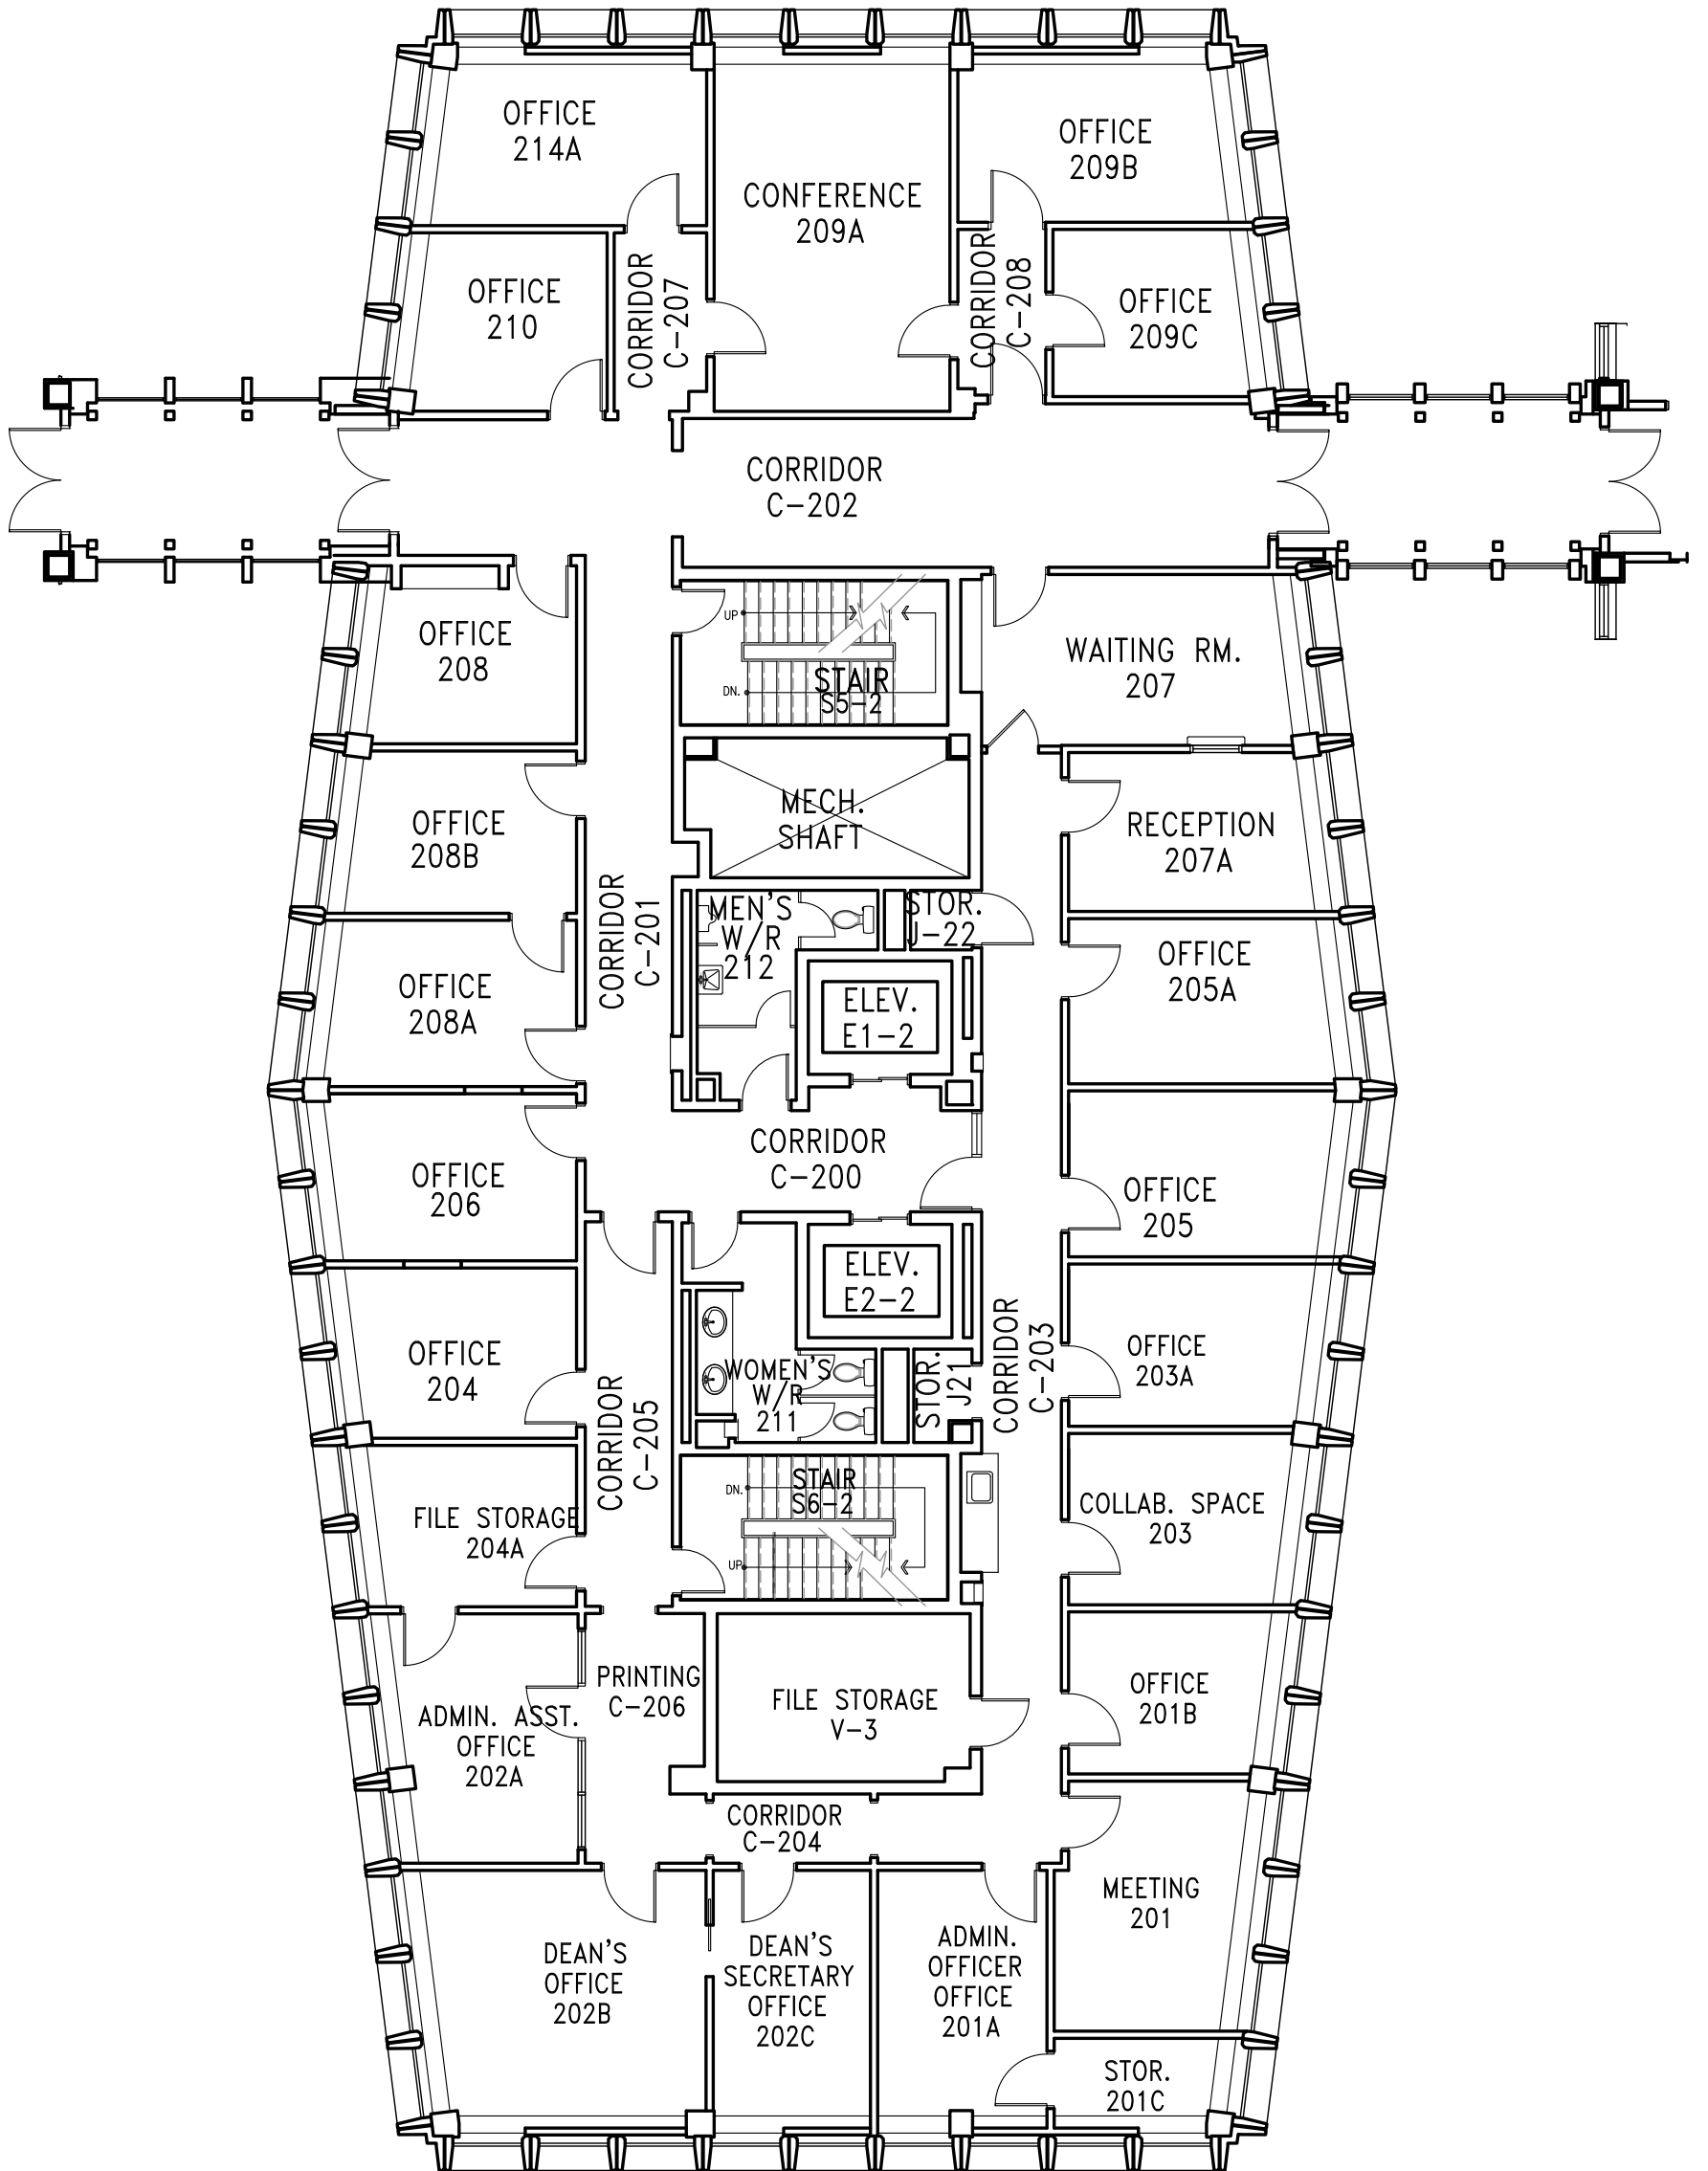 OFFICE
214A
OFFICE
209B
CONFERENCE
209A
OFFICE
210
CORRIDOR
C-207
CORRIDOR
C-208
OFFICE
209C
CORRIDOR
C-202
OFFICE
208
UP
DN.
STAIR
S5-2
WAITING RM.
207
OFFICE
208B
MECH.
SHAFT
RECEPTION
207A
CORRIDOR
C-201
MEN'S
W/R
212
STOR.
J-22
OFFICE
205A
OFFICE
208A
ELEV.
E1-2
CORRIDOR
C-200
OFFICE
206
OFFICE
205
ELEV.
E2-2
OFFICE
204
CORRIDOR
C-205
WOMEN'S
W/R
211
STOR.
J21
CORRIDOR
C-203
OFFICE
203A
STAIR
S6-2
DN.
UP
FILE STORAGE
204A
COLLAB. SPACE
203
PRINTING
C-206
FILE STORAGE
V-3
OFFICE
201B
ADMIN. ASST.
OFFICE
202A
CORRIDOR
C-204
MEETING
201
DEAN'S
OFFICE
202B
DEAN'S
SECRETARY
OFFICE
202C
ADMIN.
OFFICER
OFFICE
201A
STOR.
201C